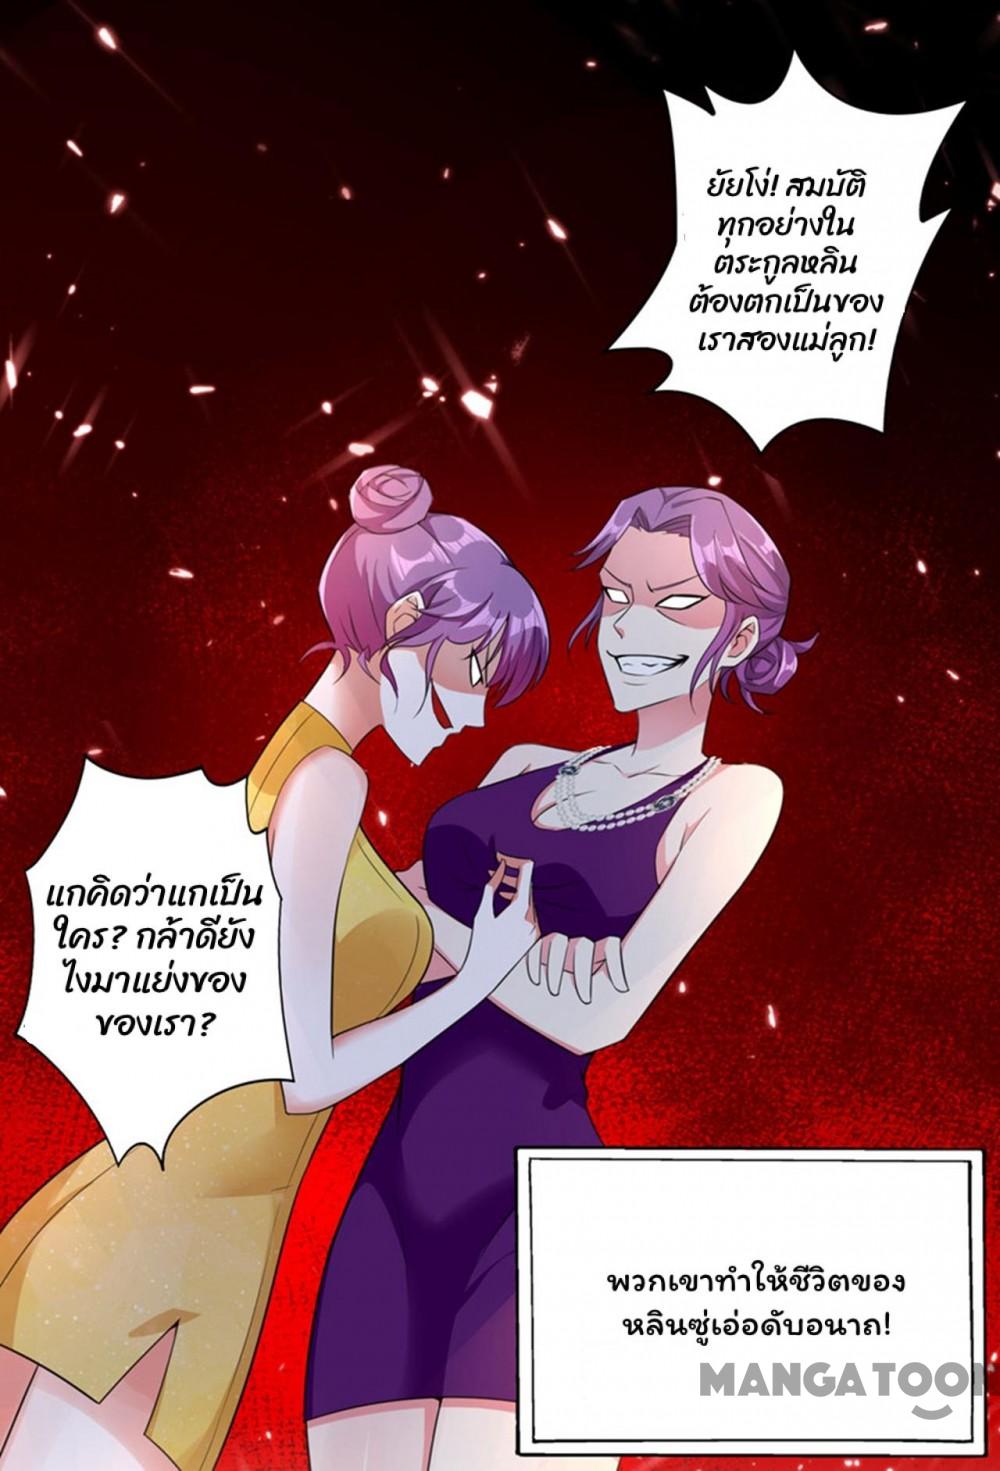 ยัยโง่! สมบัติ
ทุกอย่างใน
ตระกูลหลิน
ต้องตกเป็นของ
เราสองแม่ลูก!
แกคิดว่าแกเป็น
ใคร? กล้าดียัง
ไงมาแย่งของ
ของเรา?
พวกเขาทำให้ชีวิตของ
หลินซู่เอ่อดับอนาถ!
MANGATOON